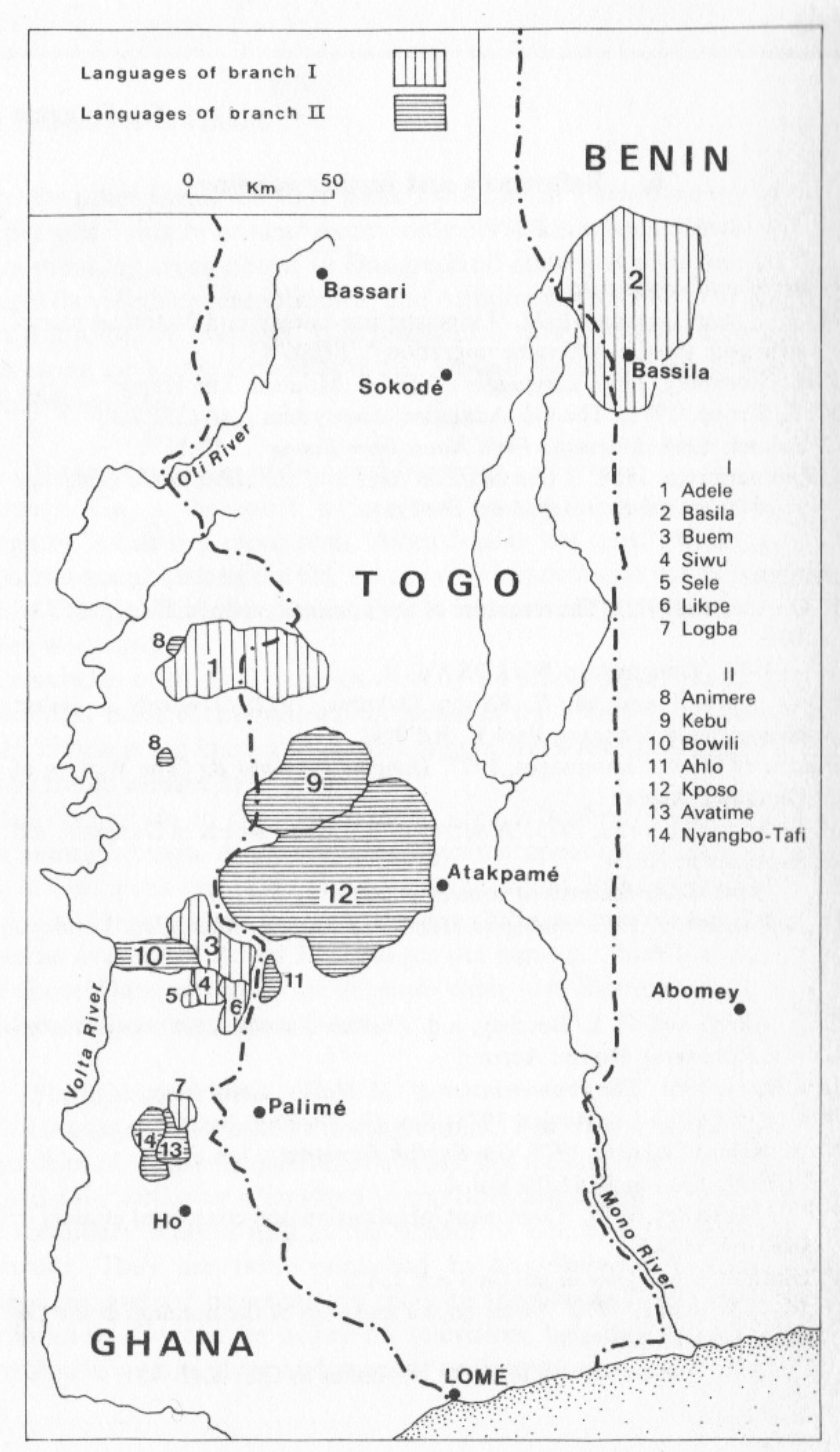 Languages of branch I
Languages of branch II
0 Km 50
BENIN
2
Bassari
Bassila
Sokodé
Oti River
I
1 Adele
2 Basila
3 Buem
4 Siwu
5 Sele
6 Likpe
7 Logba
II
8 Animere
9 Kebu
10 Bowili
11 Ahlo
12 Kposo
13 Avatime
14 Nyangbo-Tafi
TOGO
8
1
8
9
12
Atakpamé
3
10
4
5
6
11
Abomey
Volta River
7
14
13
Palimé
Ho
Mono River
GHANA
LOMÉ